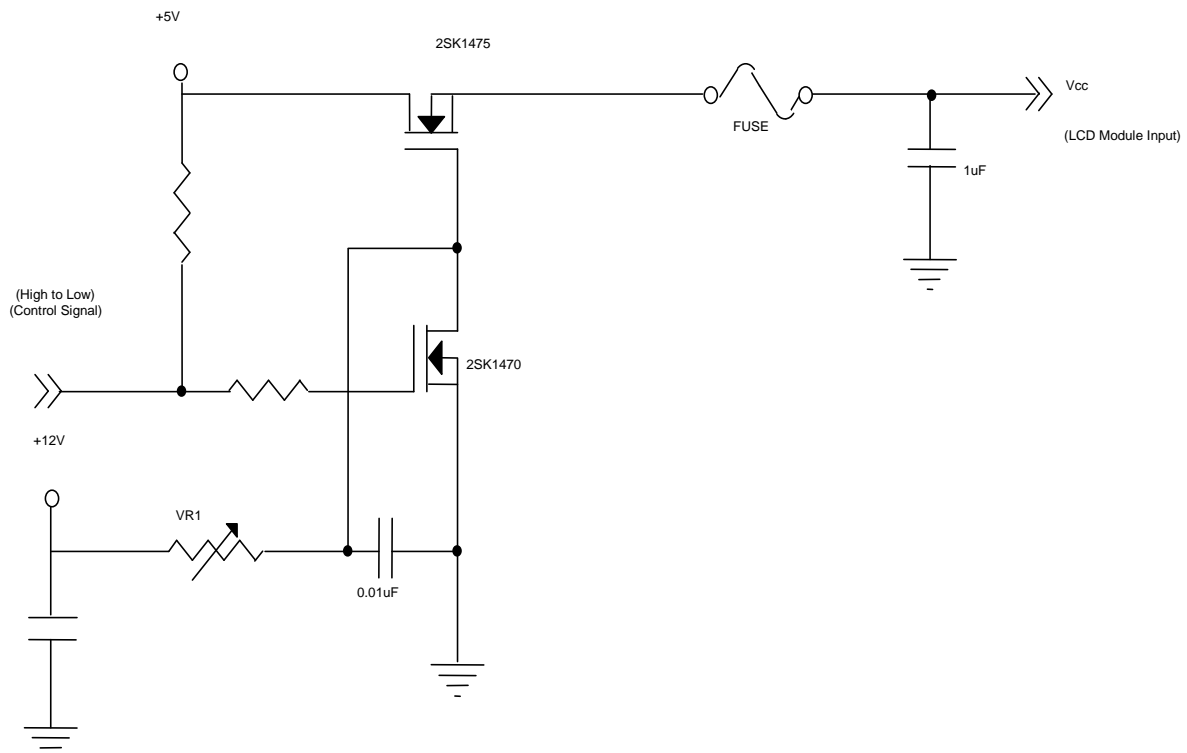 +5V
2SK1475
Vcc
FUSE
(LCD Module Input)
1uF
(High to Low)
(Control Signal)
2SK1470
+12V
VR1
0.01uF